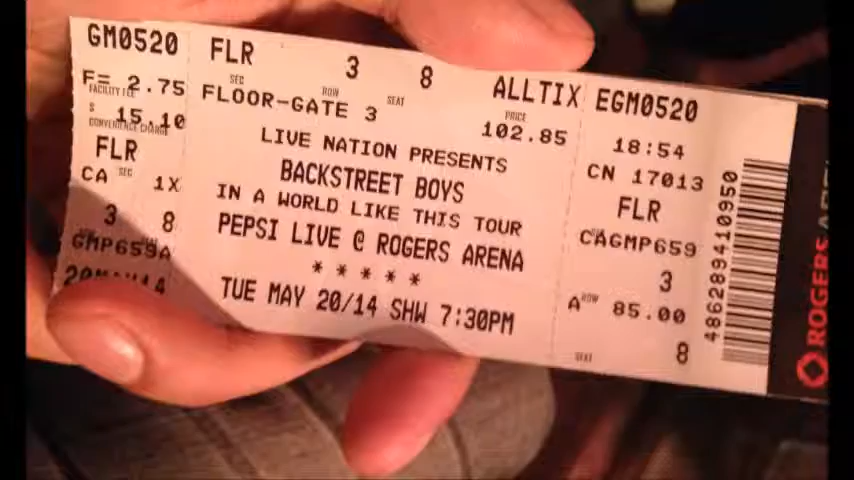 GM0520
F= 2.75
FACILITY FEE
$ 15.10
CONVENIENCE CHARGE
FLR
SEC
CA 1X
3 8
GMP659A
FLR 3 8 ALLTIX
SEC ROW SEAT PRICE
FLOOR-GATE 3 102.85
LIVE NATION PRESENTS
BACKSTREET BOYS
IN A WORLD LIKE THIS TOUR
PEPSI LIVE @ ROGERS ARENA
*****
TUE MAY 20/14 SHW 7:30PM
EGM0520
18:54
CN 17013
FLR
CAGMP659
3
ROW
A 85.00
SEAT
8
486289410950
ROGERS